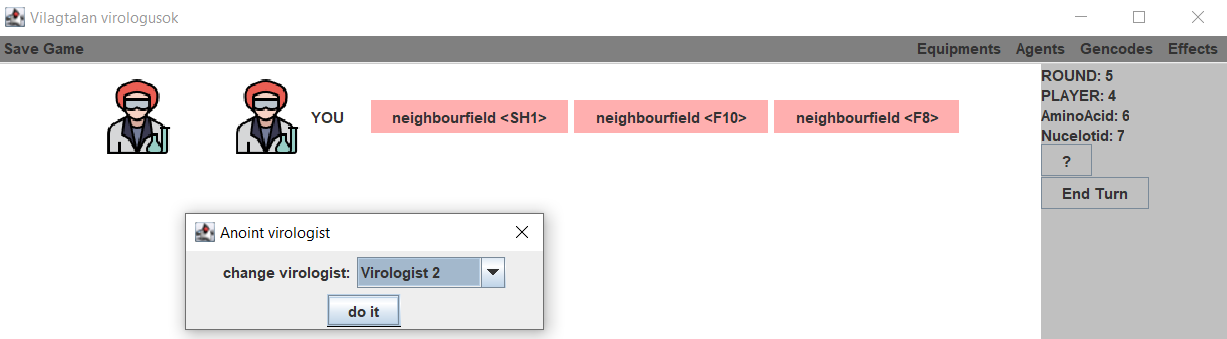 Vilagtalan virologusok
Save Game Equipments Agents Gencodes Effects
YOU neighbourfield <SH1> neighbourfield <F10> neighbourfield <F8>
ROUND: 5
PLAYER: 4
AminoAcid: 6
Nucelotid: 7
?
End Turn
Anoint virologist
change virologist: Virologist 2
do it